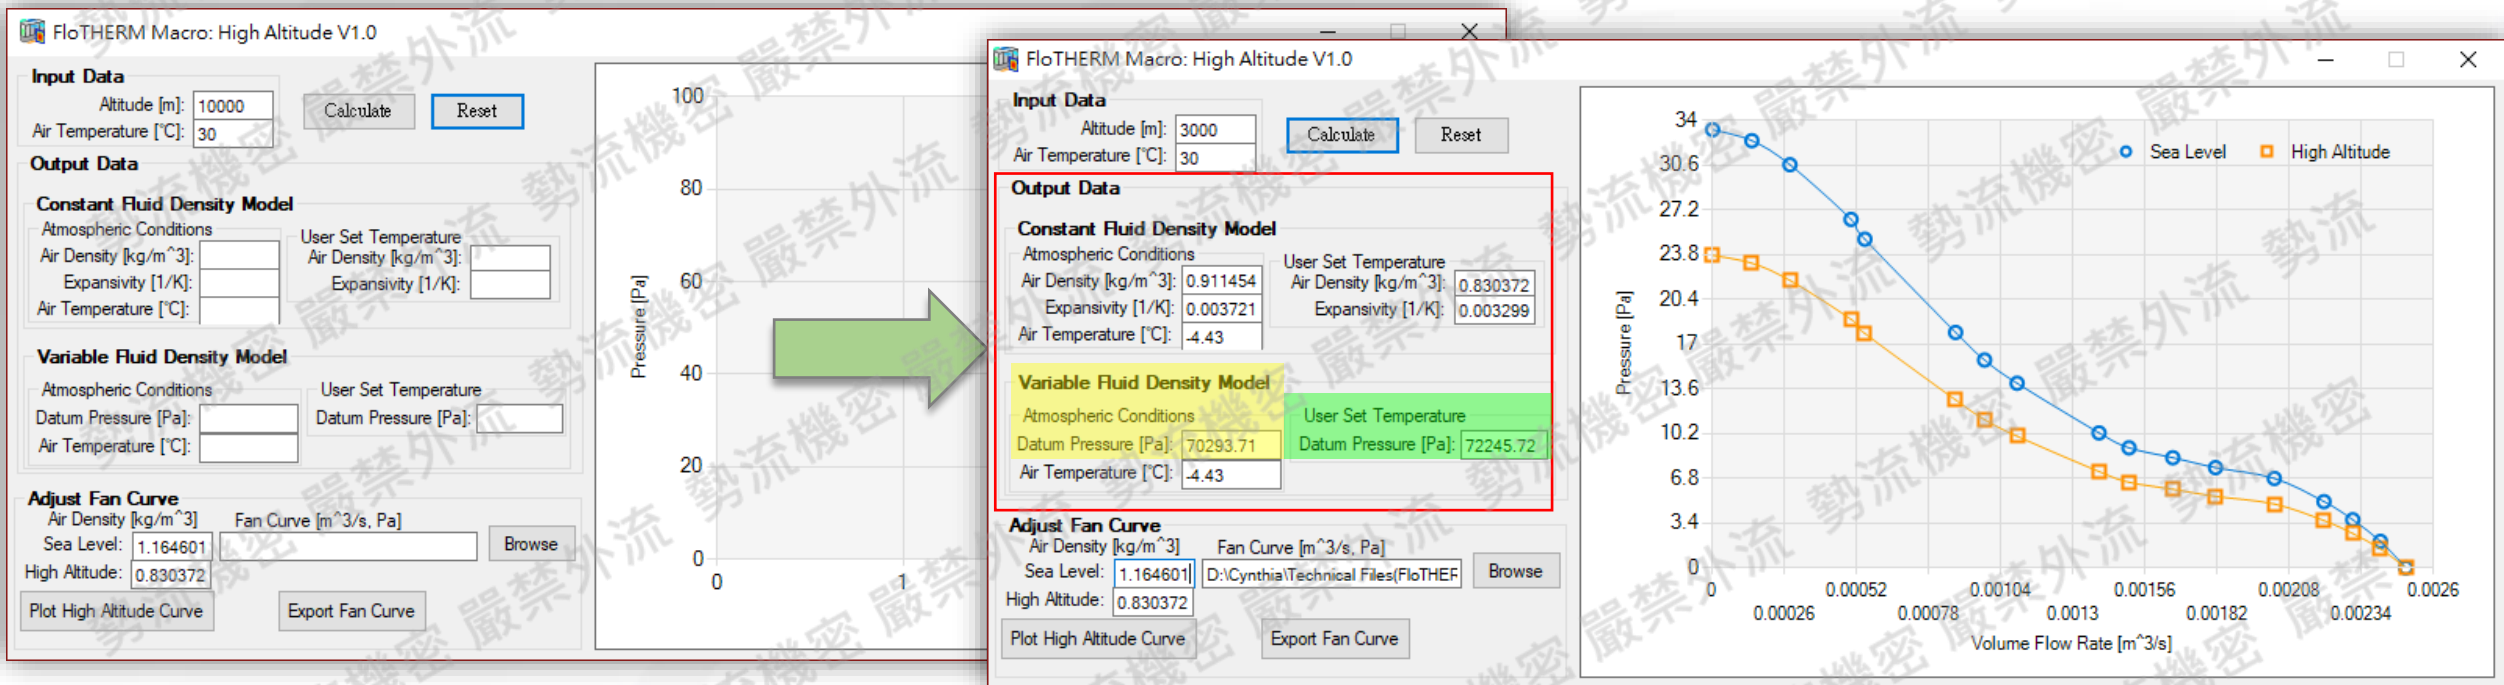 FloTHERM Macro: High Altitude V1.0
Input Data
Altitude [m]: 10000
Air Temperature [°C]: 30
Calculate
Reset
Output Data
Constant Fluid Density Model
Atmospheric Conditions
Air Density [kg/m^3]:
Expansivity [1/K]:
Air Temperature [°C]:
User Set Temperature
Air Density [kg/m^3]:
Expansivity [1/K]:
Variable Fluid Density Model
Atmospheric Conditions
Datum Pressure [Pa]:
Air Temperature [°C]:
User Set Temperature
Datum Pressure [Pa]:
Adjust Fan Curve
Air Density [kg/m^3]
Fan Curve [m^3/s, Pa]
Sea Level: 1.164601
Browse
High Altitude: 0.830372
Plot High Altitude Curve
Export Fan Curve
Pressure [Pa]
100
80
60
40
20
0
0
1
FloTHERM Macro: High Altitude V1.0
Input Data
Altitude [m]: 3000
Air Temperature [°C]: 30
Calculate
Reset
Output Data
Constant Fluid Density Model
Atmospheric Conditions
Air Density [kg/m^3]: 0.911454
Expansivity [1/K]: 0.003721
Air Temperature [°C]: -4.43
User Set Temperature
Air Density [kg/m^3]: 0.830372
Expansivity [1/K]: 0.003299
Variable Fluid Density Model
Atmospheric Conditions
Datum Pressure [Pa]: 70293.71
Air Temperature [°C]: -4.43
User Set Temperature
Datum Pressure [Pa]: 72245.72
Adjust Fan Curve
Air Density [kg/m^3]
Fan Curve [m^3/s, Pa]
Sea Level: 1.164601
D:\Cynthia\Technical Files(FloTHEF
Browse
High Altitude: 0.830372
Plot High Altitude Curve
Export Fan Curve
Pressure [Pa]
34
30.6
27.2
23.8
20.4
17
13.6
10.2
6.8
3.4
0
Sea Level
High Altitude
0 0.00052 0.00104 0.00156 0.00208 0.0026
0.00026 0.00078 0.0013 0.00182 0.00234
Volume Flow Rate [m^3/s]
勢流機密 嚴禁外流